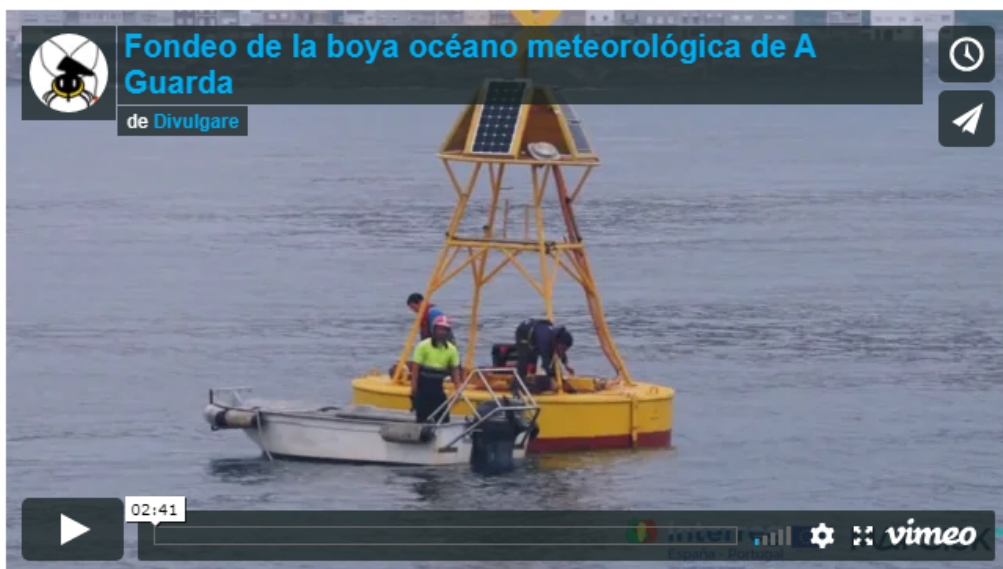 Fondeo de la boya océano meteorológica de A
Guarda
de Divulgare
02:41
vimeo
España - Portugal